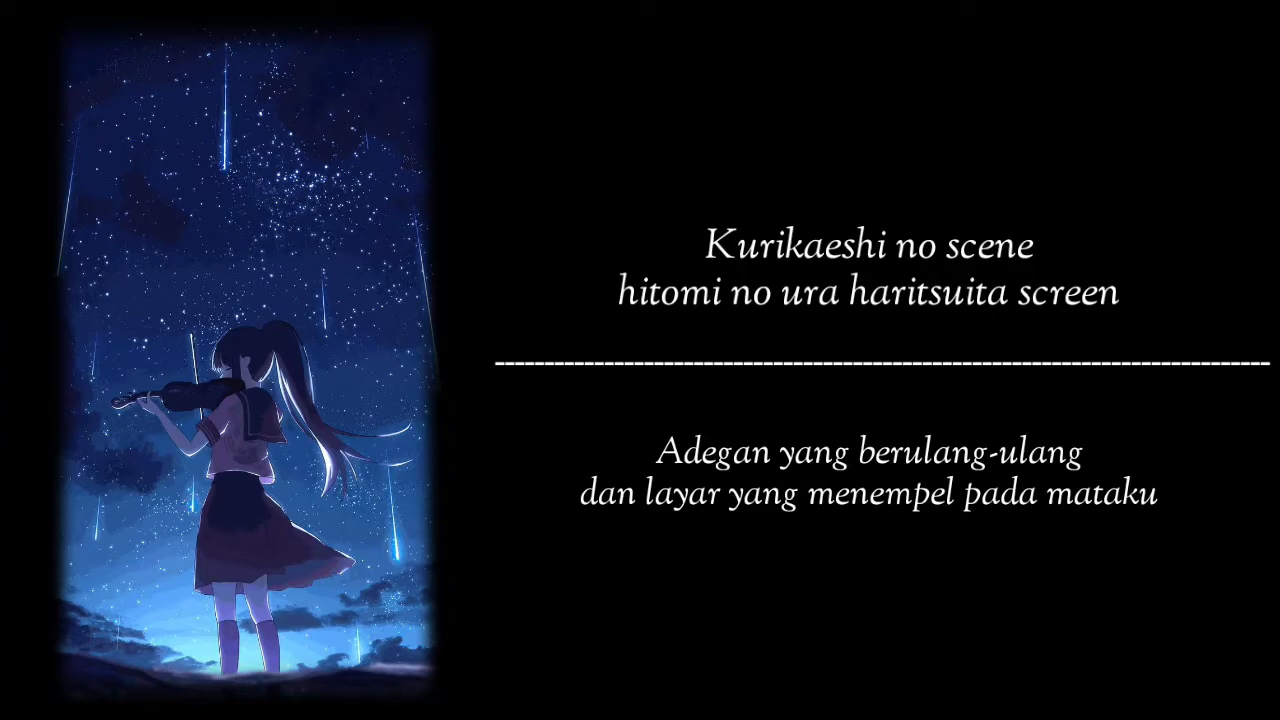 Kurikaeshi no scene
hitomi no ura haritsuita screen
Adegan yang berulang-ulang
dan layar yang menempel pada mataku